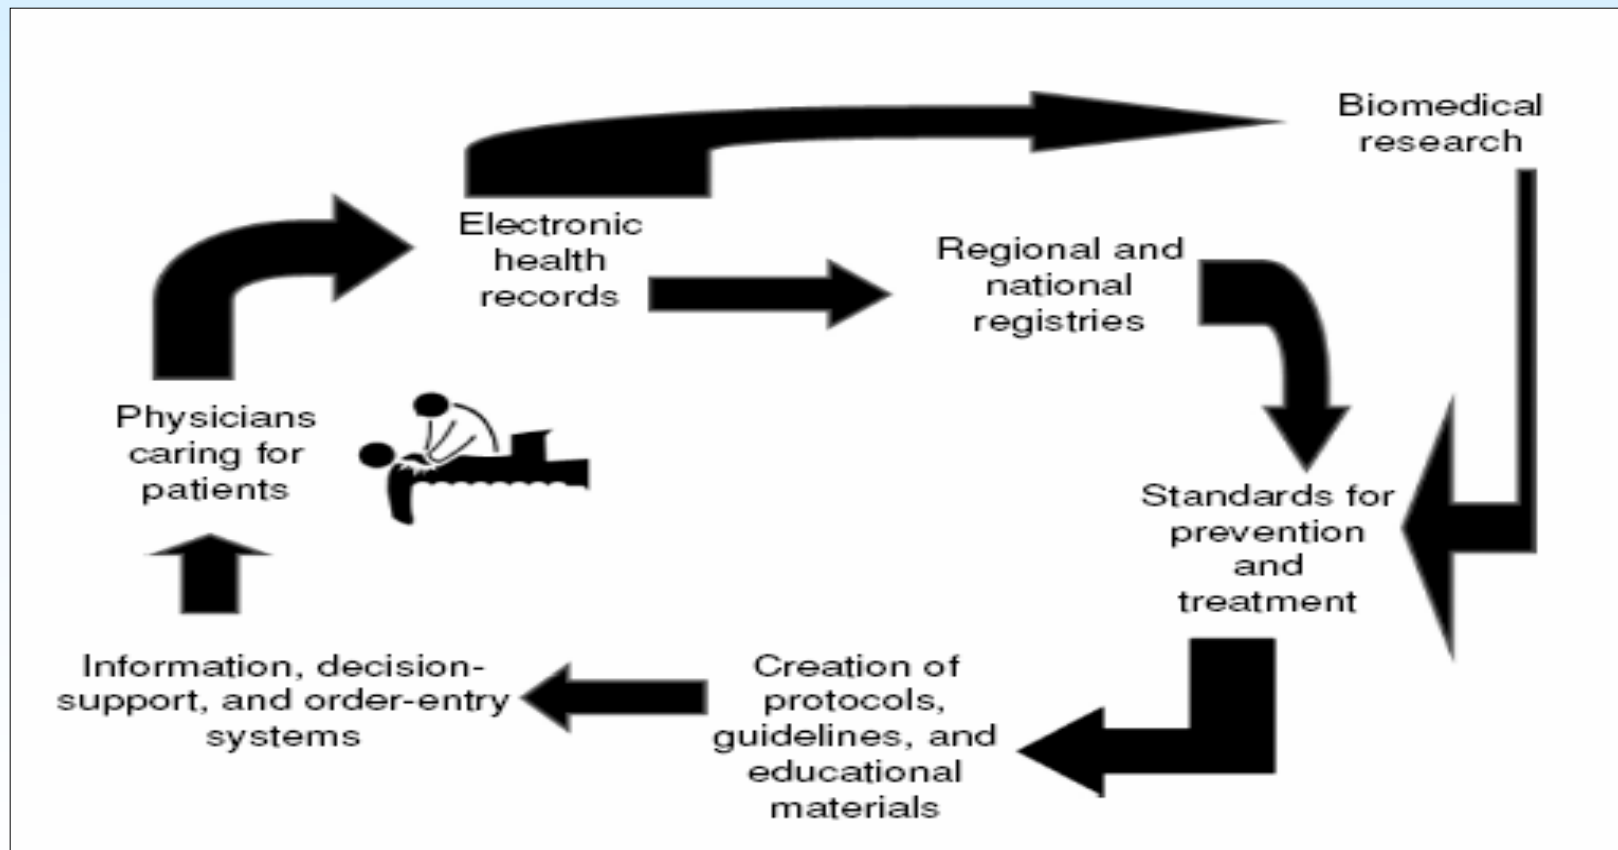 Biomedical
research
Electronic
health
records
Regional and
national
registries
Physicians
caring for
patients
Standards for
prevention
and
treatment
Information, decision-
support, and order-entry
systems
Creation of
protocols,
guidelines, and
educational
materials